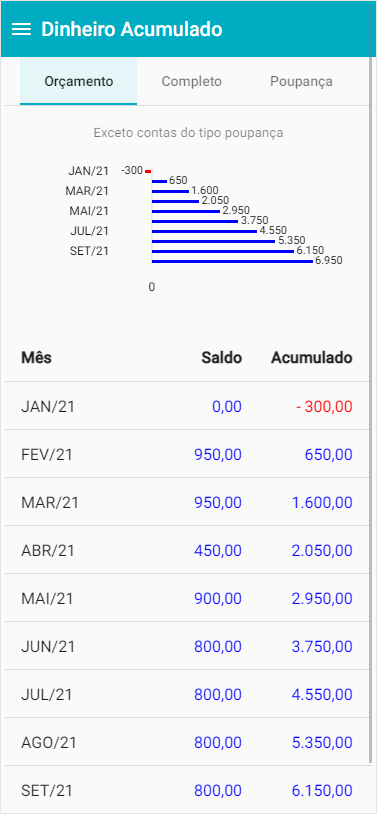 Dinheiro Acumulado
Orçamento Completo Poupança
Exceto contas do tipo poupança
JAN/21 -300
650
MAR/21 1.600
2.050
MAI/21 2.950
3.750
JUL/21 4.550
5.350
SET/21 6.150
6.950
0
Mês Saldo Acumulado
JAN/21 0,00 - 300,00
FEV/21 950,00 650,00
MAR/21 950,00 1.600,00
ABR/21 450,00 2.050,00
MAI/21 900,00 2.950,00
JUN/21 800,00 3.750,00
JUL/21 800,00 4.550,00
AGO/21 800,00 5.350,00
SET/21 800,00 6.150,00